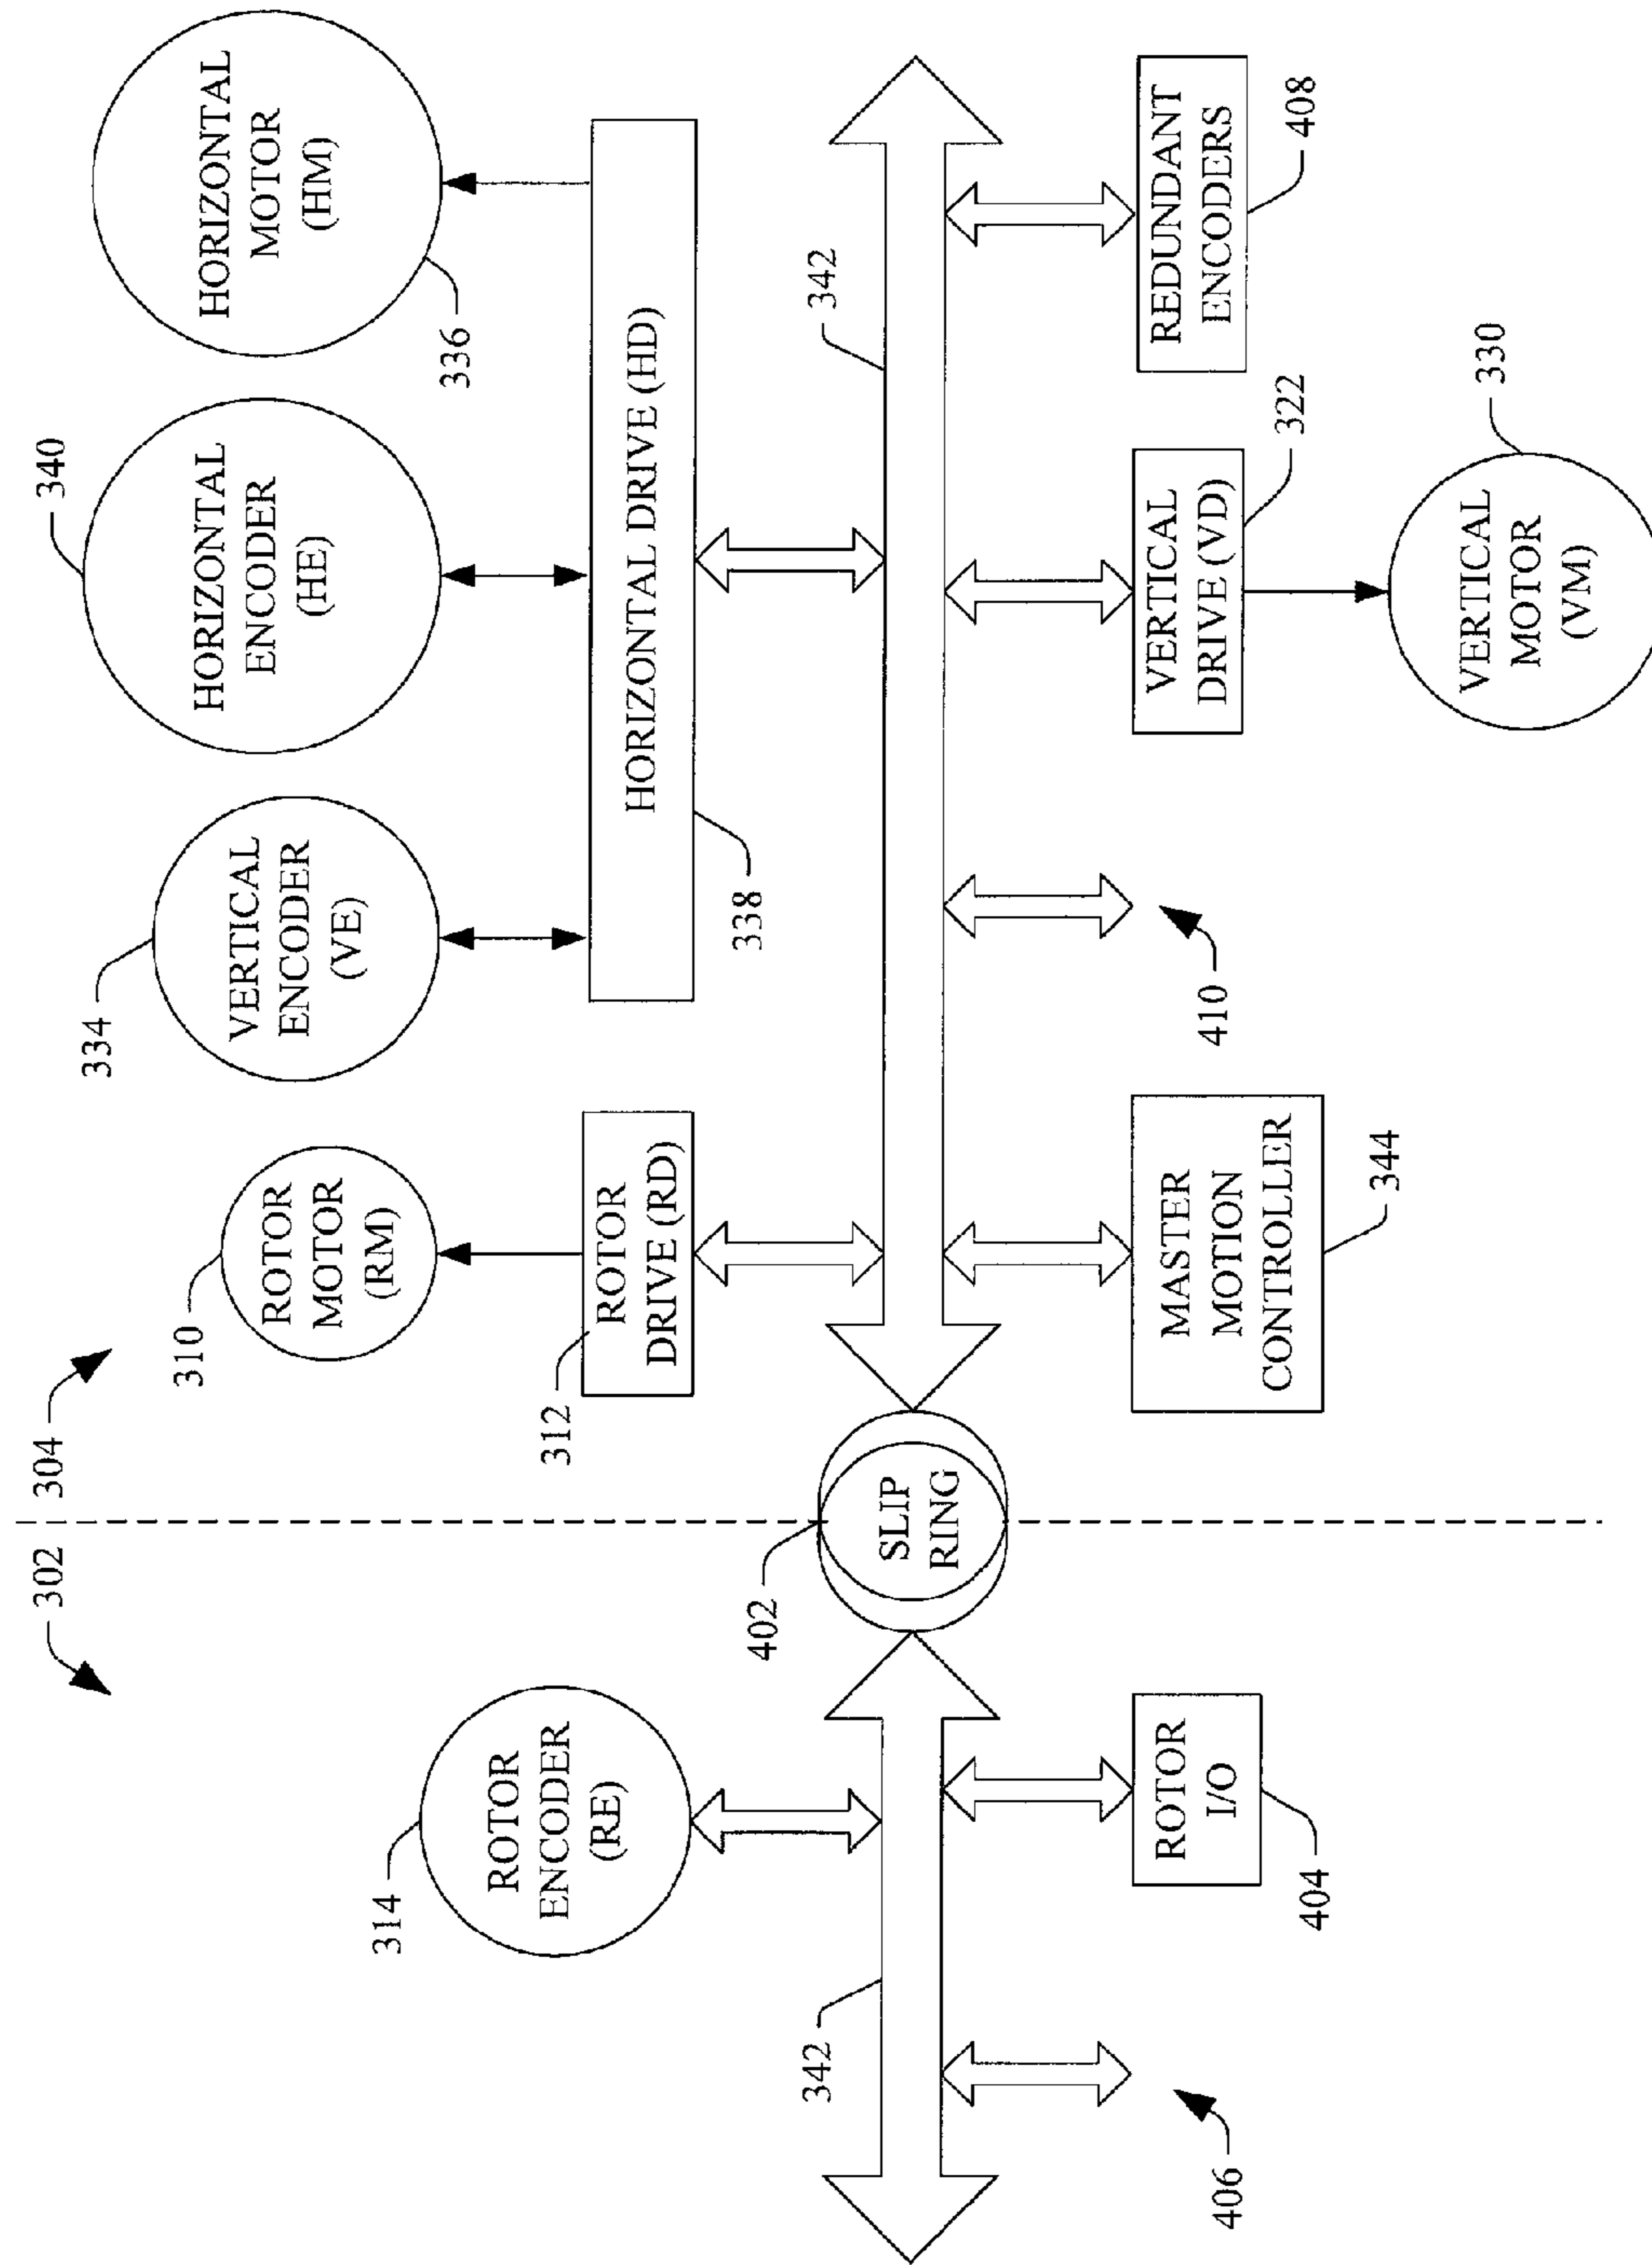 302
304
340
334
310
HORIZONTAL
MOTOR
(HM)
HORIZONTAL
ENCODER
(HE)
VERTICAL
ENCODER
(VE)
ROTOR
MOTOR
(RM)
336
314
ROTOR
ENCODER
(RE)
312
ROTOR
DRIVE (RD)
HORIZONTAL DRIVE (HD)
338
402
342
342
SLIP
RING
406
ROTOR
I/O
404
MASTER
MOTION
CONTROLLER
344
410
VERTICAL
DRIVE (VD)
322
REDUNDANT
ENCODERS
408
VERTICAL
MOTOR
(VM)
330